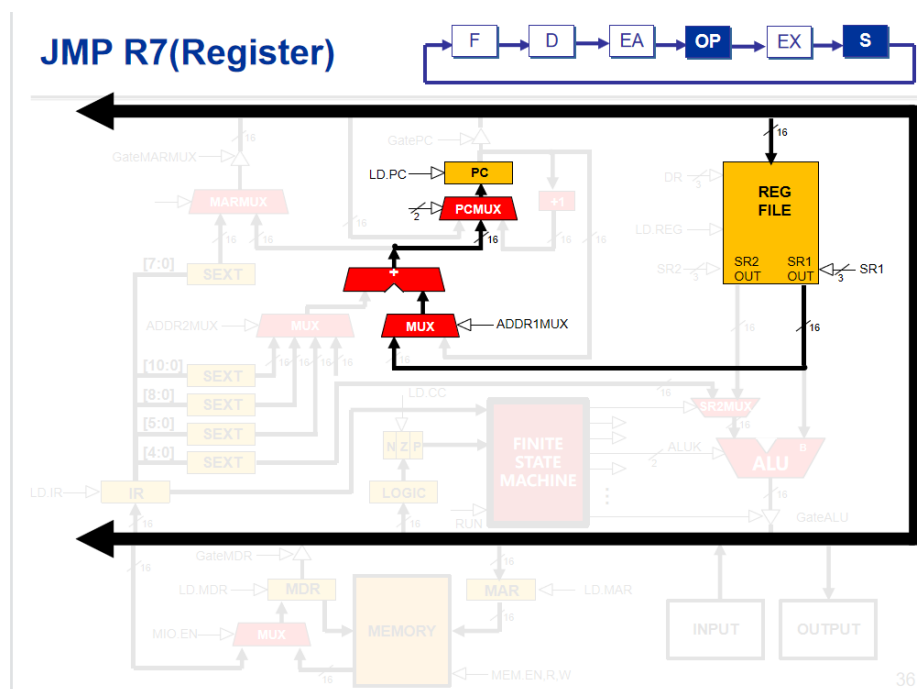 JMP R7(Register)
F D EA OP EX S
16
16
GatePC
GateMARMUX
LD.PC
PC
DR
3
REG
FILE
MARMUX
2
PCMUX
+1
16
16
16
16
16
LD.REG
[7:0]
SEXT
+
SR2
3
SR2
OUT
SR1
OUT
3
SR1
ADDR2MUX
MUX
MUX
ADDR1MUX
16
16
[10:0]
SEXT
16
16
16
16
16
[8:0]
SEXT
LD.CC
16
SR2MUX
[5:0]
SEXT
N Z P
FINITE
STATE
MACHINE
16
ALUK
2
B
ALU
[4:0]
SEXT
LD.IR
IR
LOGIC
16
16
16
RUN
GateALU
GateMDR
16
LD.MDR
MDR
MAR
LD.MAR
MIO.EN
MUX
MEMORY
16
INPUT
OUTPUT
16
MEM.EN.R.W
36